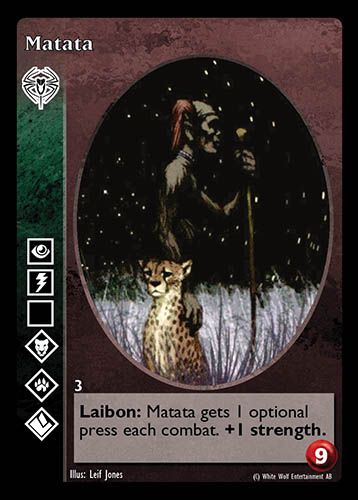 Matata
3
Laibon: Matata gets 1 optional
press each combat. +1 strength.
9
Illus: Leif Jones
(C) White Wolf Entertainment AB